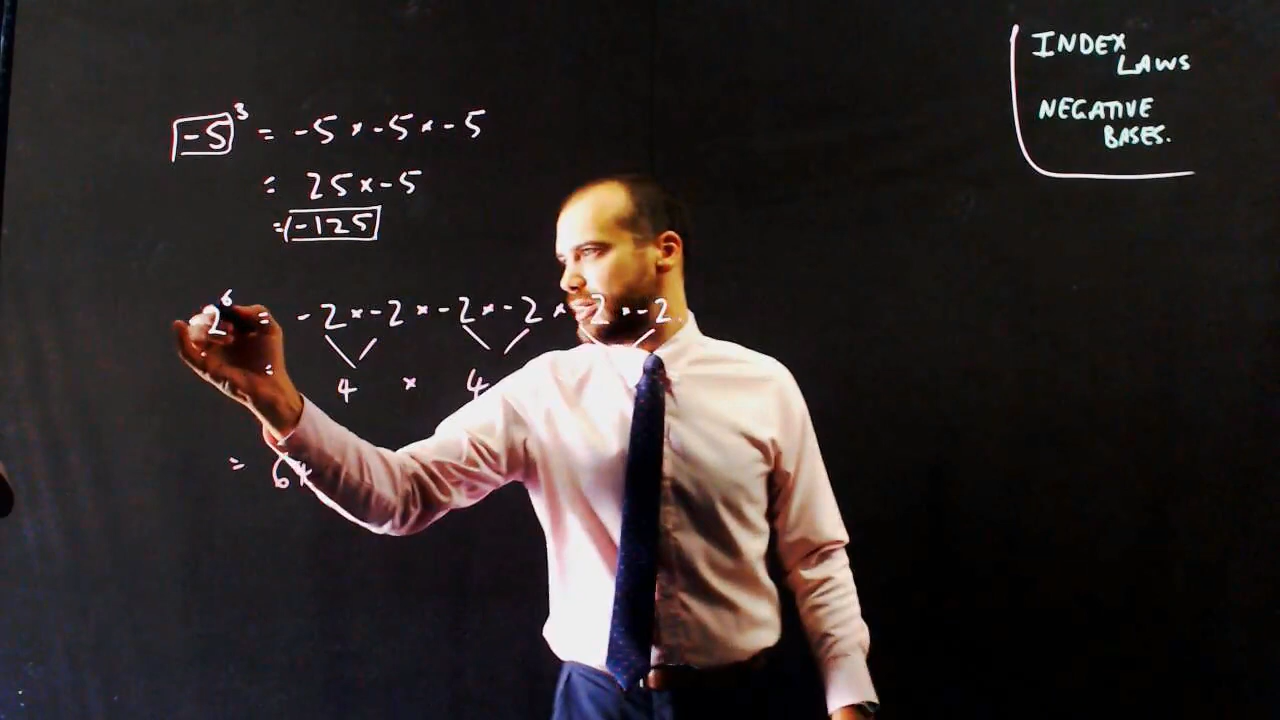 INDEX
LAWS
NEGATIVE
BASES.
-5³ = -5 × -5 × -5
= 25 × -5
= -125
-2⁶ = -2 × -2 × -2 × -2 × -2 × -2.
= 4 × 4
= 64